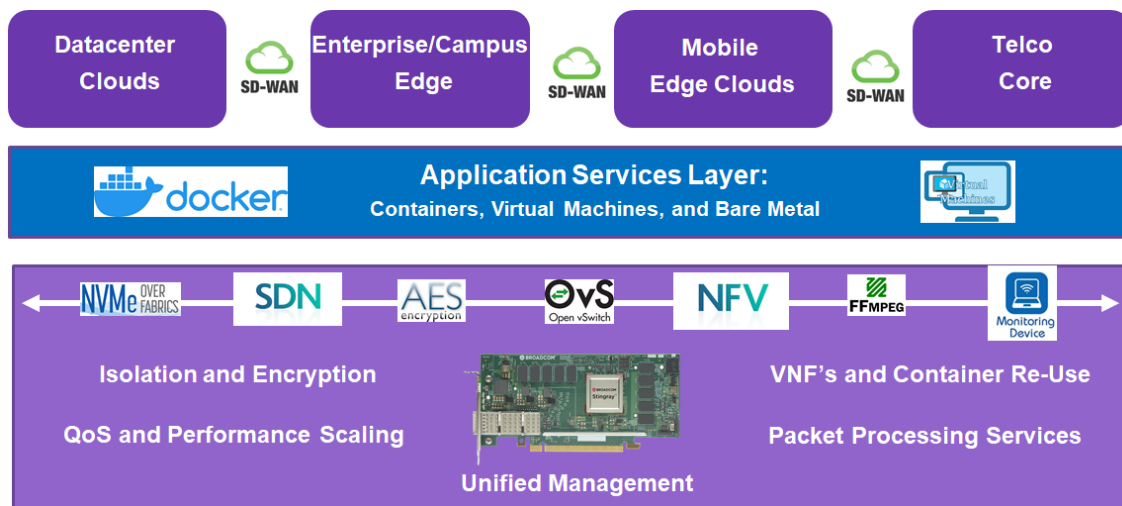 Datacenter
Clouds
SD-WAN
Enterprise/Campus
Edge
SD-WAN
Mobile
Edge Clouds
SD-WAN
Telco
Core
docker
Application Services Layer:
Containers, Virtual Machines, and Bare Metal
Virtual
Machines
NVMe OVER
FABRICS
SDN
AES
encryption
OvS
Open vSwitch
NFV
FFMPEG
Monitoring
Device
Isolation and Encryption
QoS and Performance Scaling
BROADCOM
BROADCOM
Stingray
VNF's and Container Re-Use
Packet Processing Services
Unified Management